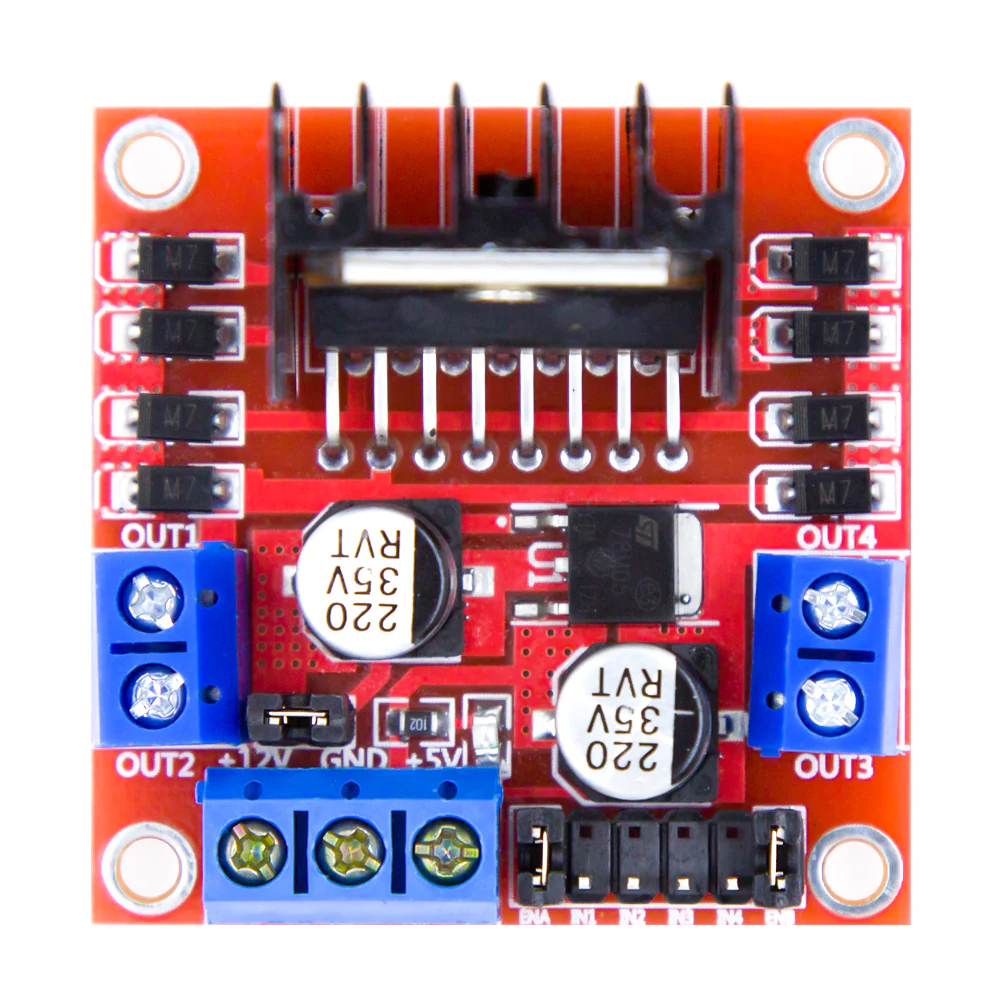 M7
M7
M7
M7
M7
M7
M7
M7
OUT1
OUT4
220
35V
RVT
U1
220
35V
RVT
102
OUT2
+12V
GND
+5V
OUT3
ENA
IN1
IN2
IN3
IN4
ENB